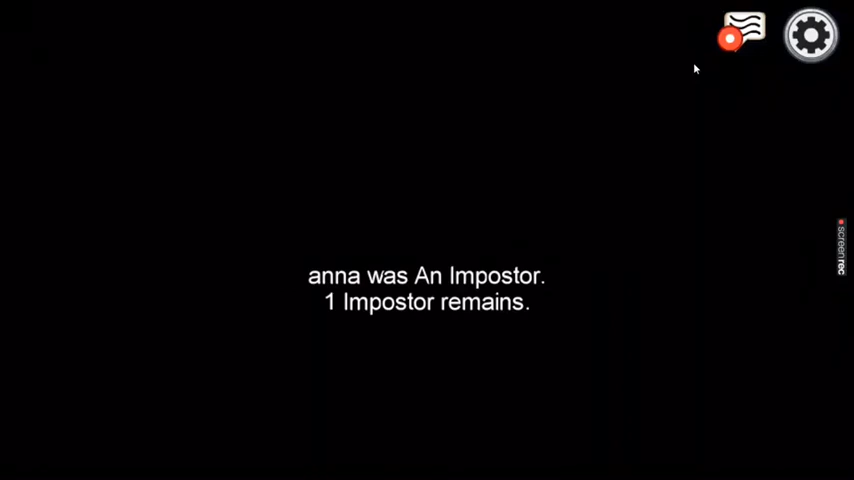 anna was An Impostor.
1 Impostor remains.
screenrec